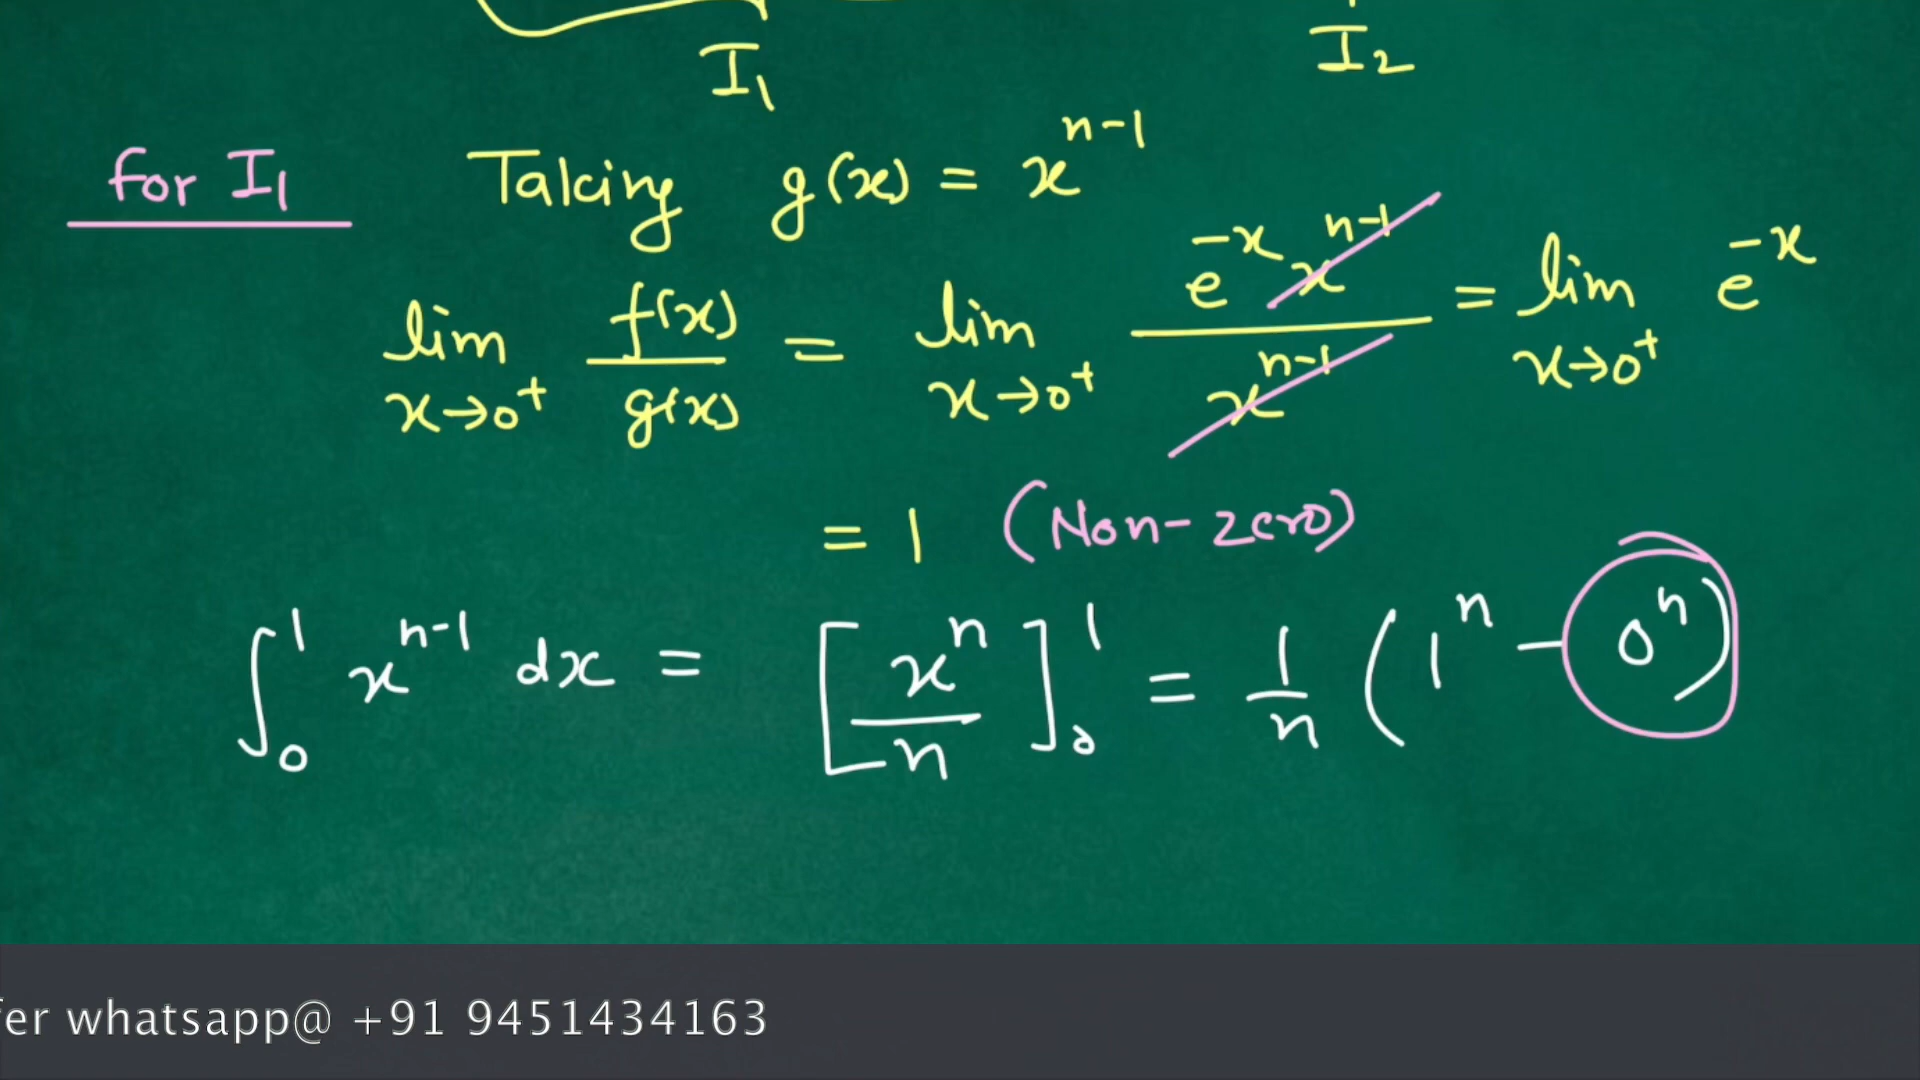 I₁ I₂
for I₁ Taking g(x) = x^{n-1}
lim_{x→0⁺} f(x)/g(x) = lim_{x→0⁺} e^{-x} x^{n-1} / x^{n-1} = lim_{x→0⁺} e^{-x}
= 1 (Non-zero)
∫₀¹ x^{n-1} dx = [x^n / n]₀¹ = 1/n (1^n - 0^n)
fer whatsapp@ +91 9451434163